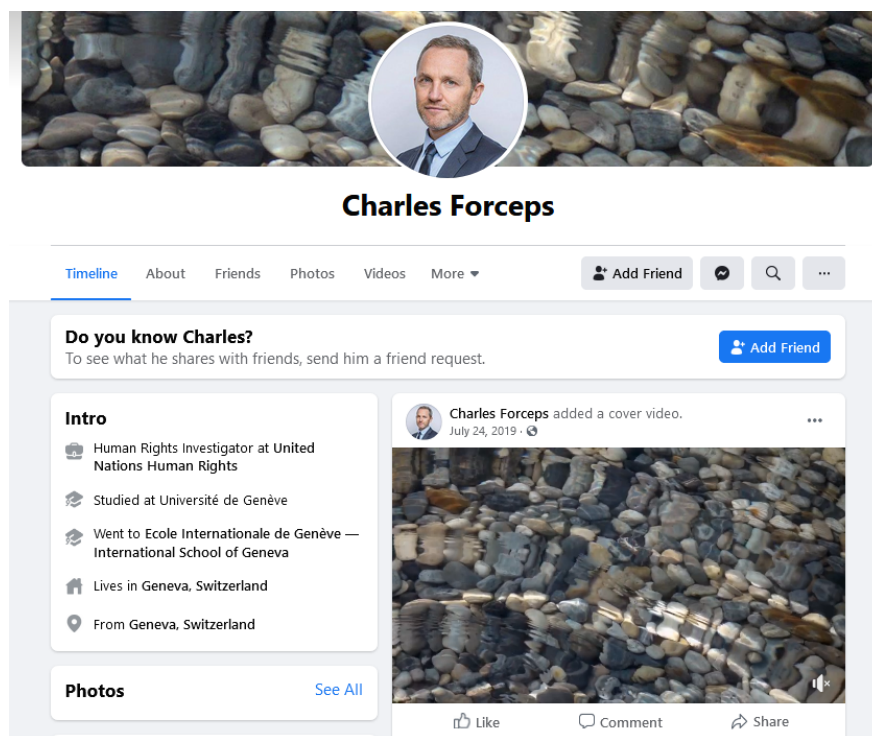 Charles Forceps
Timeline
About
Friends
Photos
Videos
More
Add Friend
...
Do you know Charles?
To see what he shares with friends, send him a friend request.
Add Friend
Intro
Human Rights Investigator at United
Nations Human Rights
Studied at Université de Genève
Went to Ecole Internationale de Genève —
International School of Geneva
Lives in Geneva, Switzerland
From Geneva, Switzerland
Photos
See All
Charles Forceps added a cover video.
July 24, 2019 ·
Like
Comment
Share